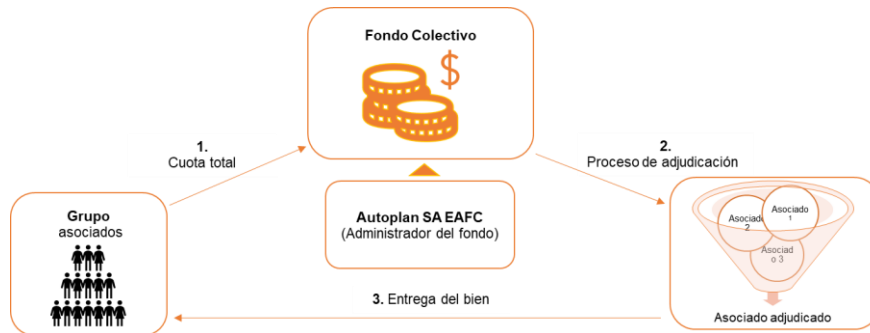 Fondo Colectivo
$
1.
Cuota total
2.
Proceso de adjudicación
Grupo
asociados
Autoplan SA EAFC
(Administrador del fondo)
Asociado
1
Asociado
2
Asociad
o 3
3. Entrega del bien
Asociado adjudicado